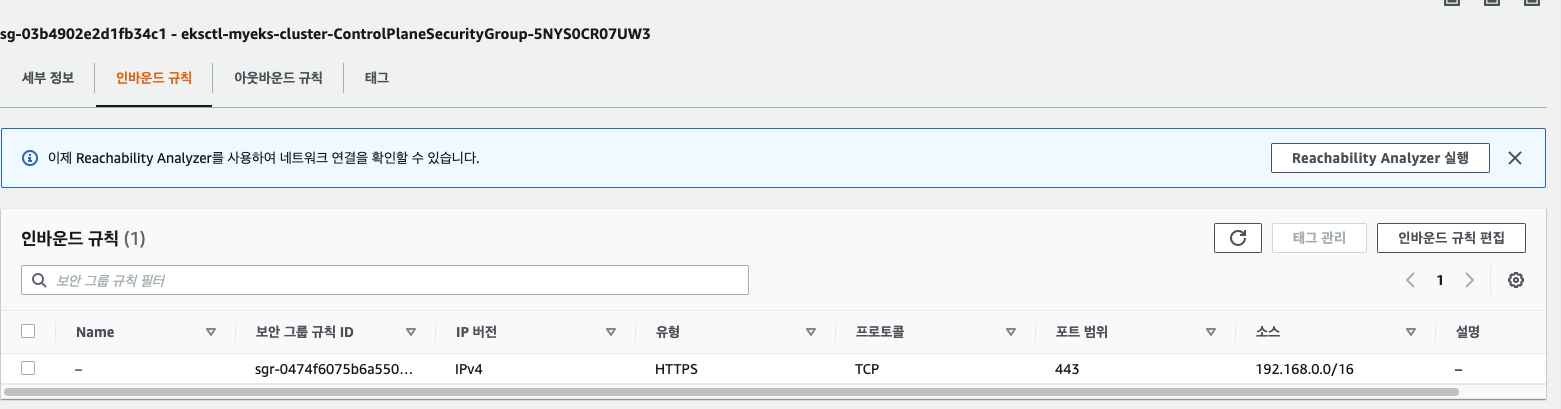 sg-03b4902e2d1fb34c1 - eksctl-myeks-cluster-ControlPlaneSecurityGroup-5NYS0CR07UW3
세부 정보 인바운드 규칙 아웃바운드 규칙 태그
이제 Reachability Analyzer를 사용하여 네트워크 연결을 확인할 수 있습니다. Reachability Analyzer 실행
인바운드 규칙 (1) 태그 관리 인바운드 규칙 편집
보안 그룹 규칙 필터 1
Name 보안 그룹 규칙 ID IP 버전 유형 프로토콜 포트 범위 소스 설명
– sgr-0474f6075b6a550... IPv4 HTTPS TCP 443 192.168.0.0/16 –